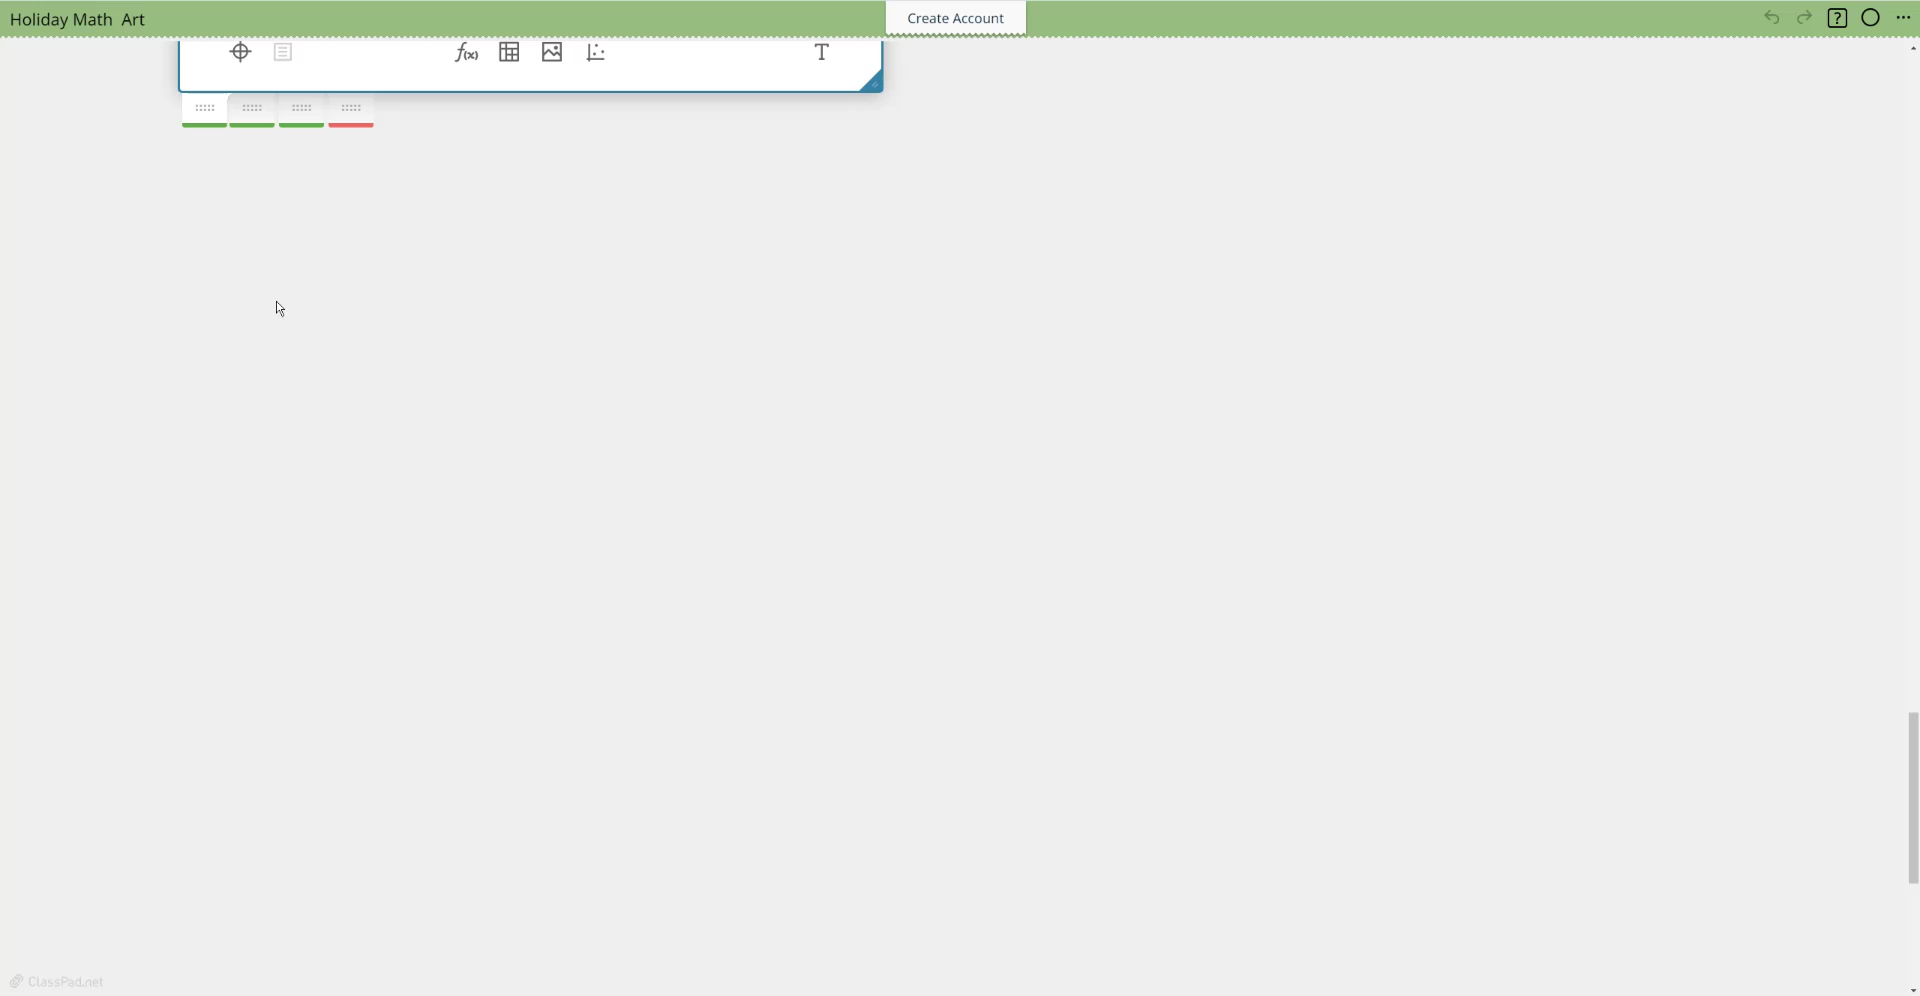 Holiday Math Art
Create Account
?
f(x)
T
ClassPad.net